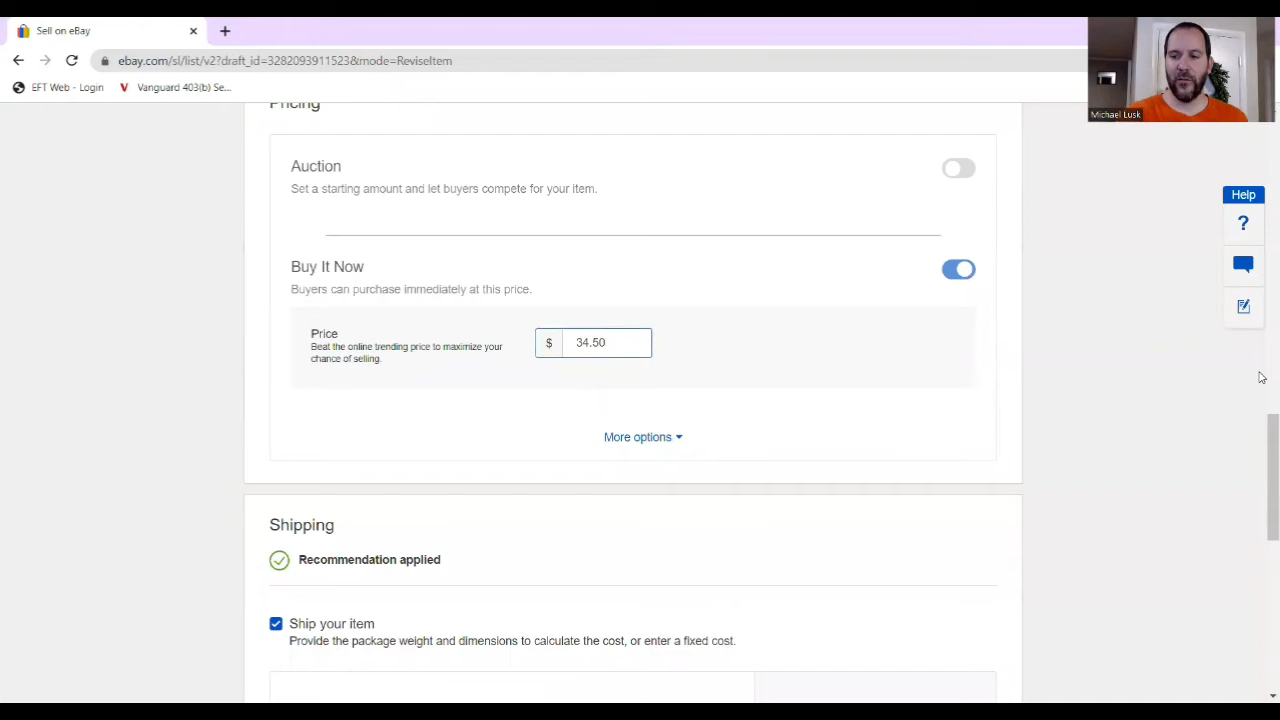 Sell on eBay
ebay.com/sl/list/v2?draft_id=3282093911523&mode=ReviseItem
EFT Web - Login
Vanguard 403(b) Se...
Michael Lusk
Pricing
Auction
Set a starting amount and let buyers compete for your item.
Buy It Now
Buyers can purchase immediately at this price.
Price
Beat the online trending price to maximize your
chance of selling.
$ 34.50
More options
Help
?
Shipping
Recommendation applied
Ship your item
Provide the package weight and dimensions to calculate the cost, or enter a fixed cost.